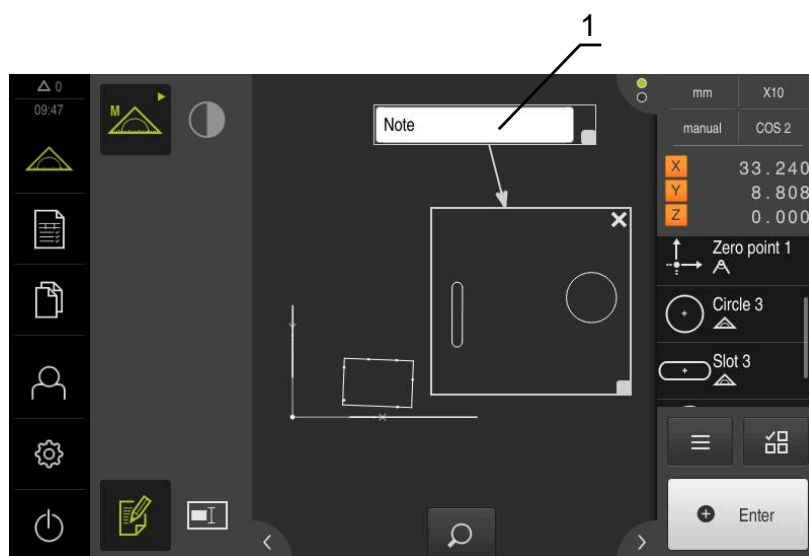 1
0
09:47
M
Note
mm X10
manual COS 2
X 33.240
Y 8.808
Z 0.000
Zero point 1
Circle 3
Slot 3
Enter